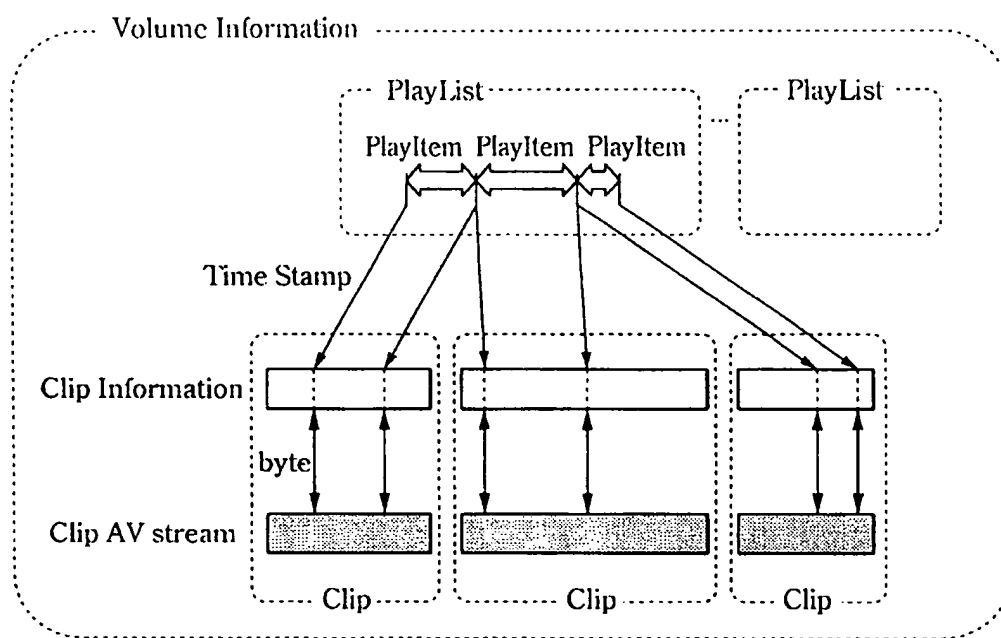 Volume Information
PlayList
...
PlayList
PlayItem PlayItem PlayItem
Time Stamp
Clip Information
byte
Clip AV stream
Clip
Clip
Clip